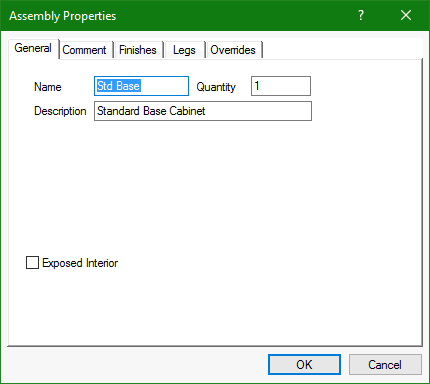 Assembly Properties ?
General Comment Finishes Legs Overrides
Name Std Base Quantity 1
Description Standard Base Cabinet
Exposed Interior
OK Cancel